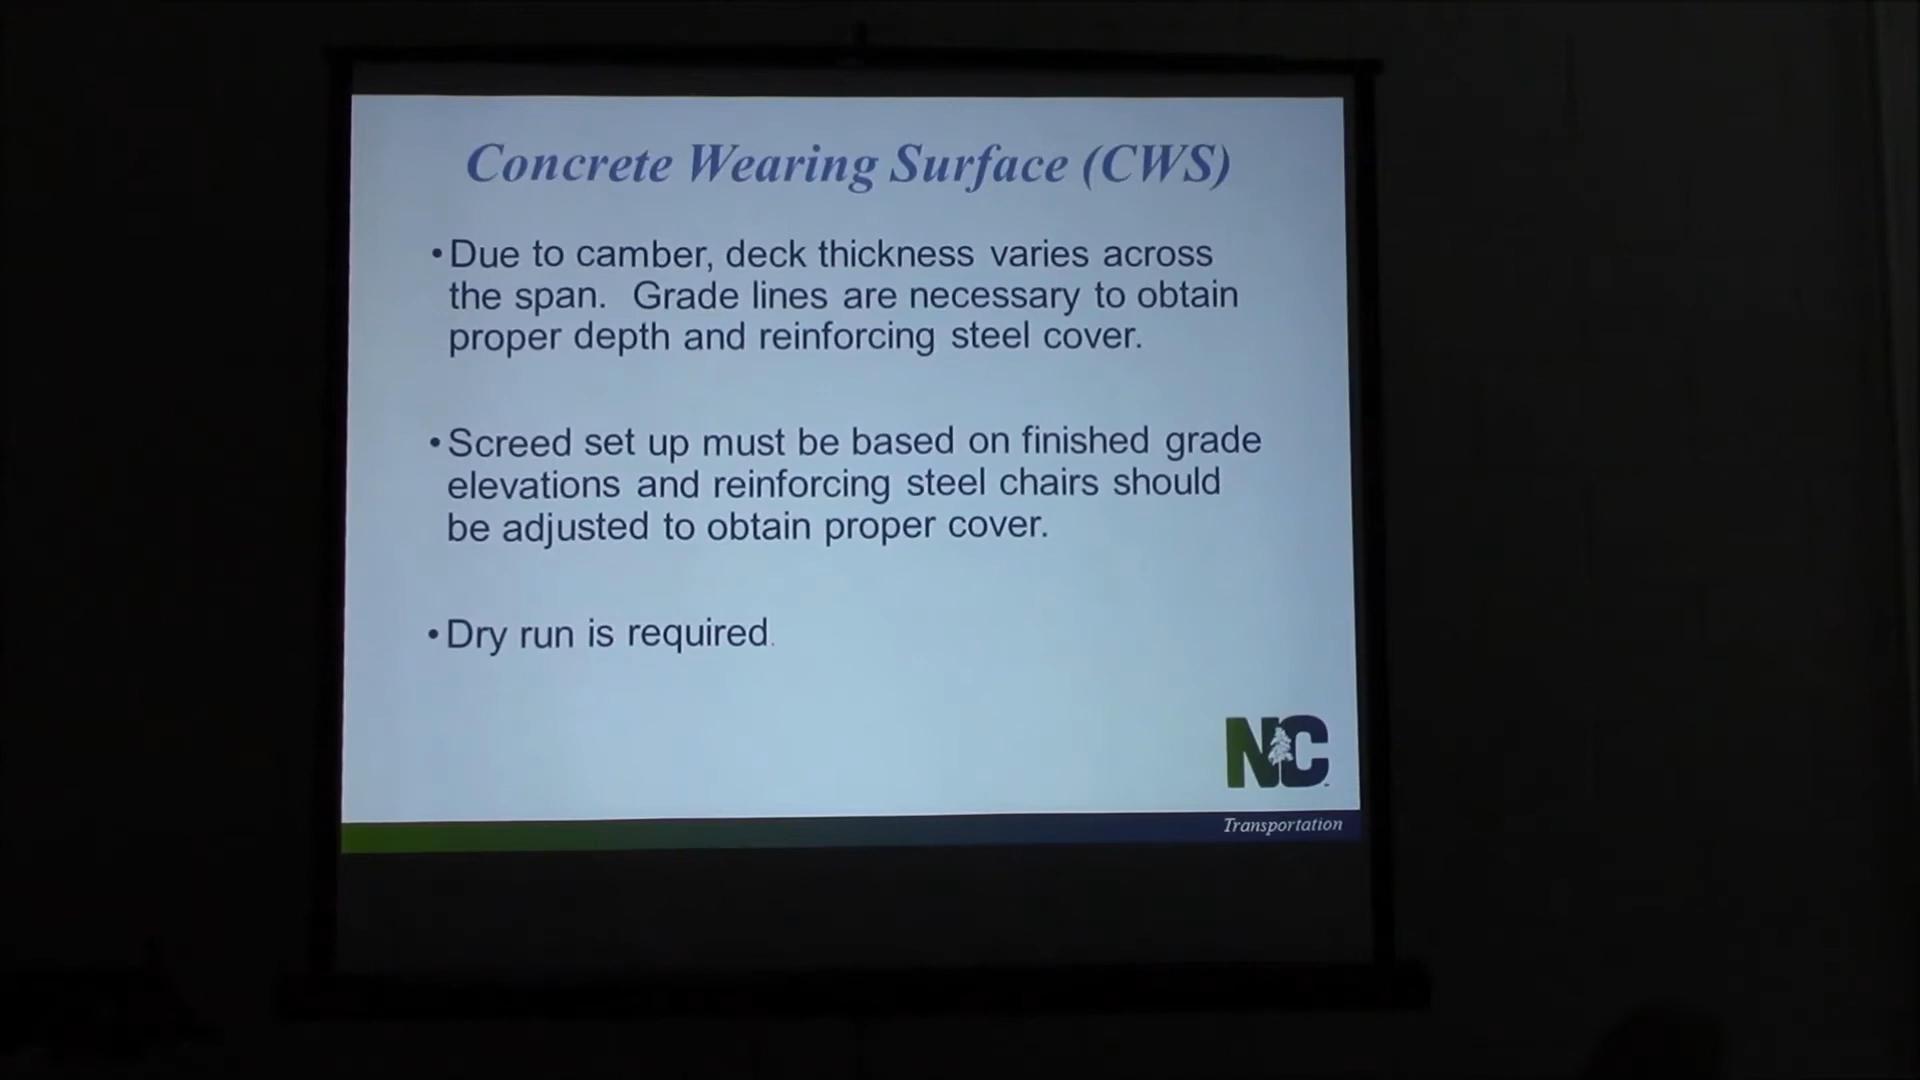 Concrete Wearing Surface (CWS)
•Due to camber, deck thickness varies across
the span.  Grade lines are necessary to obtain
proper depth and reinforcing steel cover.
•Screed set up must be based on finished grade
elevations and reinforcing steel chairs should
be adjusted to obtain proper cover.
•Dry run is required.
NC
Transportation